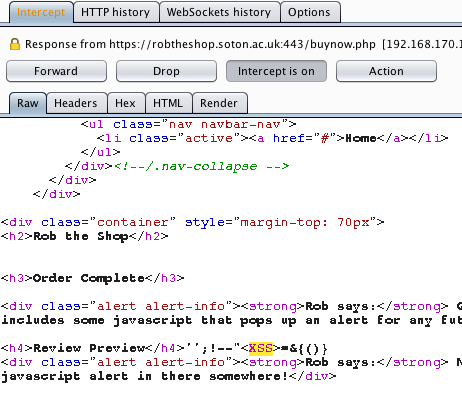 Intercept HTTP history WebSockets history Options
Response from https://robtheshop.soton.ac.uk:443/buynow.php [192.168.170.1
Forward Drop Intercept is on Action
Raw Headers Hex HTML Render
<ul class="nav navbar-nav">
<li class="active"><a href="#">Home</a></li>
</ul>
</div><!--/.nav-collapse -->
</div>
</div>
<div class="container" style="margin-top: 70px">
<h2>Rob the Shop</h2>
<h3>Order Complete</h3>
<div class="alert alert-info"><strong>Rob says:</strong> G
includes some javascript that pops up an alert for any fut
<h4>Review Preview</h4>'';!--"<XSS>=&{()}
<div class="alert alert-info"><strong>Rob says:</strong> N
javascript alert in there somewhere!</div>